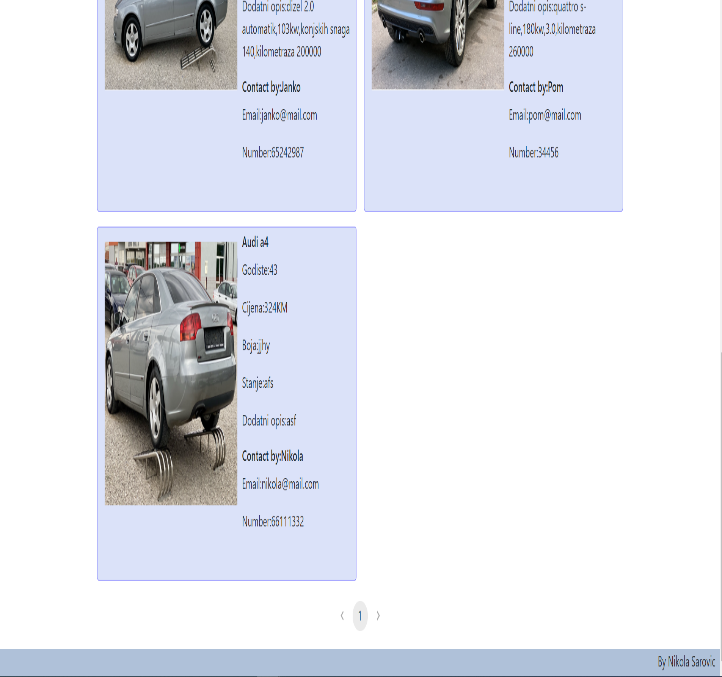 Dodatni opis:dizel 2.0
automatik,103kw,konjskih snaga
140,kilometraza 200000
Contact by:Janko
Email:janko@mail.com
Number:65242987
Dodatni opis:quattro s-
line,180kw,3.0,kilometraza
260000
Contact by:Pom
Email:pom@mail.com
Number:34456
Audi a4
Godiste:43
Cijena:324KM
Boja:jjhy
Stanje:afs
Dodatni opis:asf
Contact by:Nikola
Email:nikola@mail.com
Number:66111332
‹ 1 ›
By Nikola Sarovic